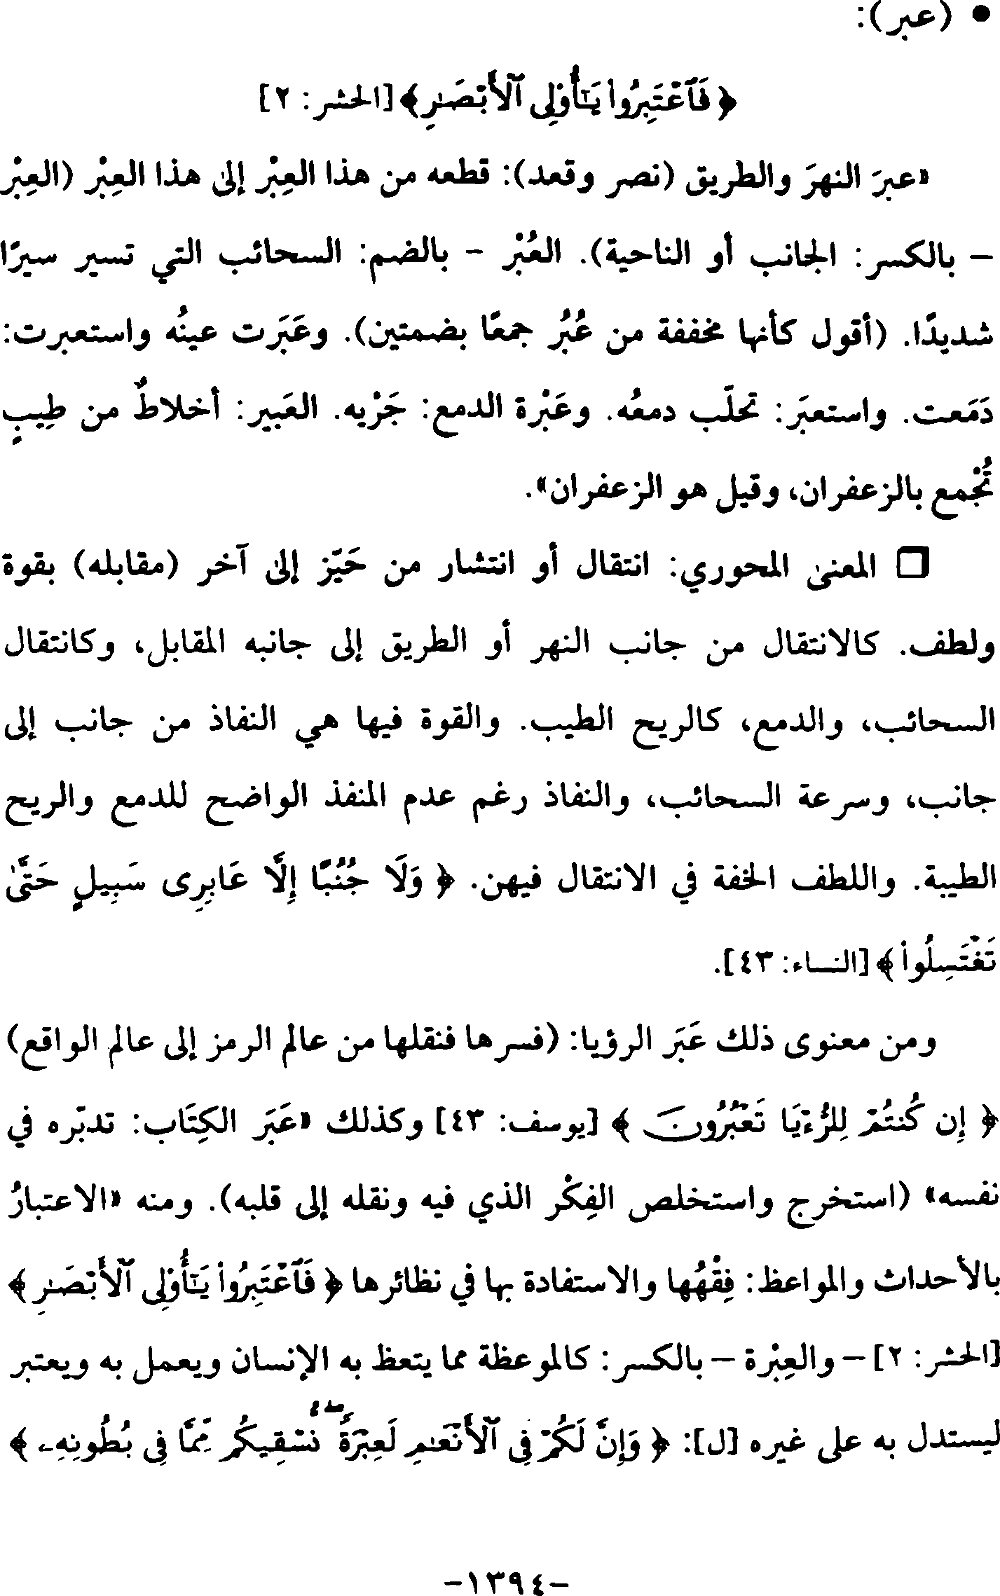 ● (عبر):
﴿ فَٱعْتَبِرُوا۟ يَـٰٓأُو۟لِى ٱلْأَبْصَـٰرِ ﴾ [الحشر: ٢]
«عبرَ النهرَ والطريق (نصر وقعد): قطعه من هذا العِبْر إلىٰ هذا العِبْر (العِبْر
– بالكسر: الجانب أو الناحية). العُبْر – بالضم: السحائب التي تسير سيرًا
شديدًا. (أقول كأنها مخففة من عُبُر جمعًا بضمتين). وعَبَرَت عينُه واستعبرت:
دَمَعت. واستعبَر: تحلّب دمعُه. وعَبْرة الدمع: جَرْيه. العَبير: أخلاطٌ من طِيبٍ
تُجْمع بالزعفران، وقيل هو الزعفران».
❒ المعنىٰ المحوري: انتقال أو انتشار من حَيّز إلىٰ آخر (مقابله) بقوة
ولطف. كالانتقال من جانب النهر أو الطريق إلى جانبه المقابل، وكانتقال
السحائب، والدمع، كالريح الطيب. والقوة فيها هي النفاذ من جانب إلى
جانب، وسرعة السحائب، والنفاذ رغم عدم المنفذ الواضح للدمع والريح
الطيبة. واللطف الخفة في الانتقال فيهن. ﴿ وَلَا جُنُبًا إِلَّا عَابِرِى سَبِيلٍ حَتَّىٰ
تَغْتَسِلُوا۟ ﴾ [النساء: ٤٣].
ومن معنوى ذلك عَبَرَ الرؤيا: (فسرها فنقلها من عالم الرمز إلى عالم الواقع)
﴿ إِن كُنتُمْ لِلرُّءْيَا تَعْبُرُونَ ﴾ [يوسف: ٤٣] وكذلك «عَبَرَ الكِتَاب: تدبّره في
نفسه» (استخرج واستخلص الفِكْر الذي فيه ونقله إلى قلبه). ومنه «الاعتبارُ
بالأحداث والمواعظ: فِقْهُها والاستفادة بها في نظائرها ﴿ فَٱعْتَبِرُوا۟ يَـٰٓأُو۟لِى ٱلْأَبْصَـٰرِ ﴾
[الحشر: ٢] – والعِبْرة – بالكسر: كالموعظة مما يتعظ به الإنسان ويعمل به ويعتبر
ليستدل به على غيره [ل]: ﴿ وَإِنَّ لَكُمْ فِى ٱلْأَنْعَـٰمِ لَعِبْرَةً ۖ نُّسْقِيكُم مِّمَّا فِى بُطُونِهِۦ ﴾
–١٣٩٤–